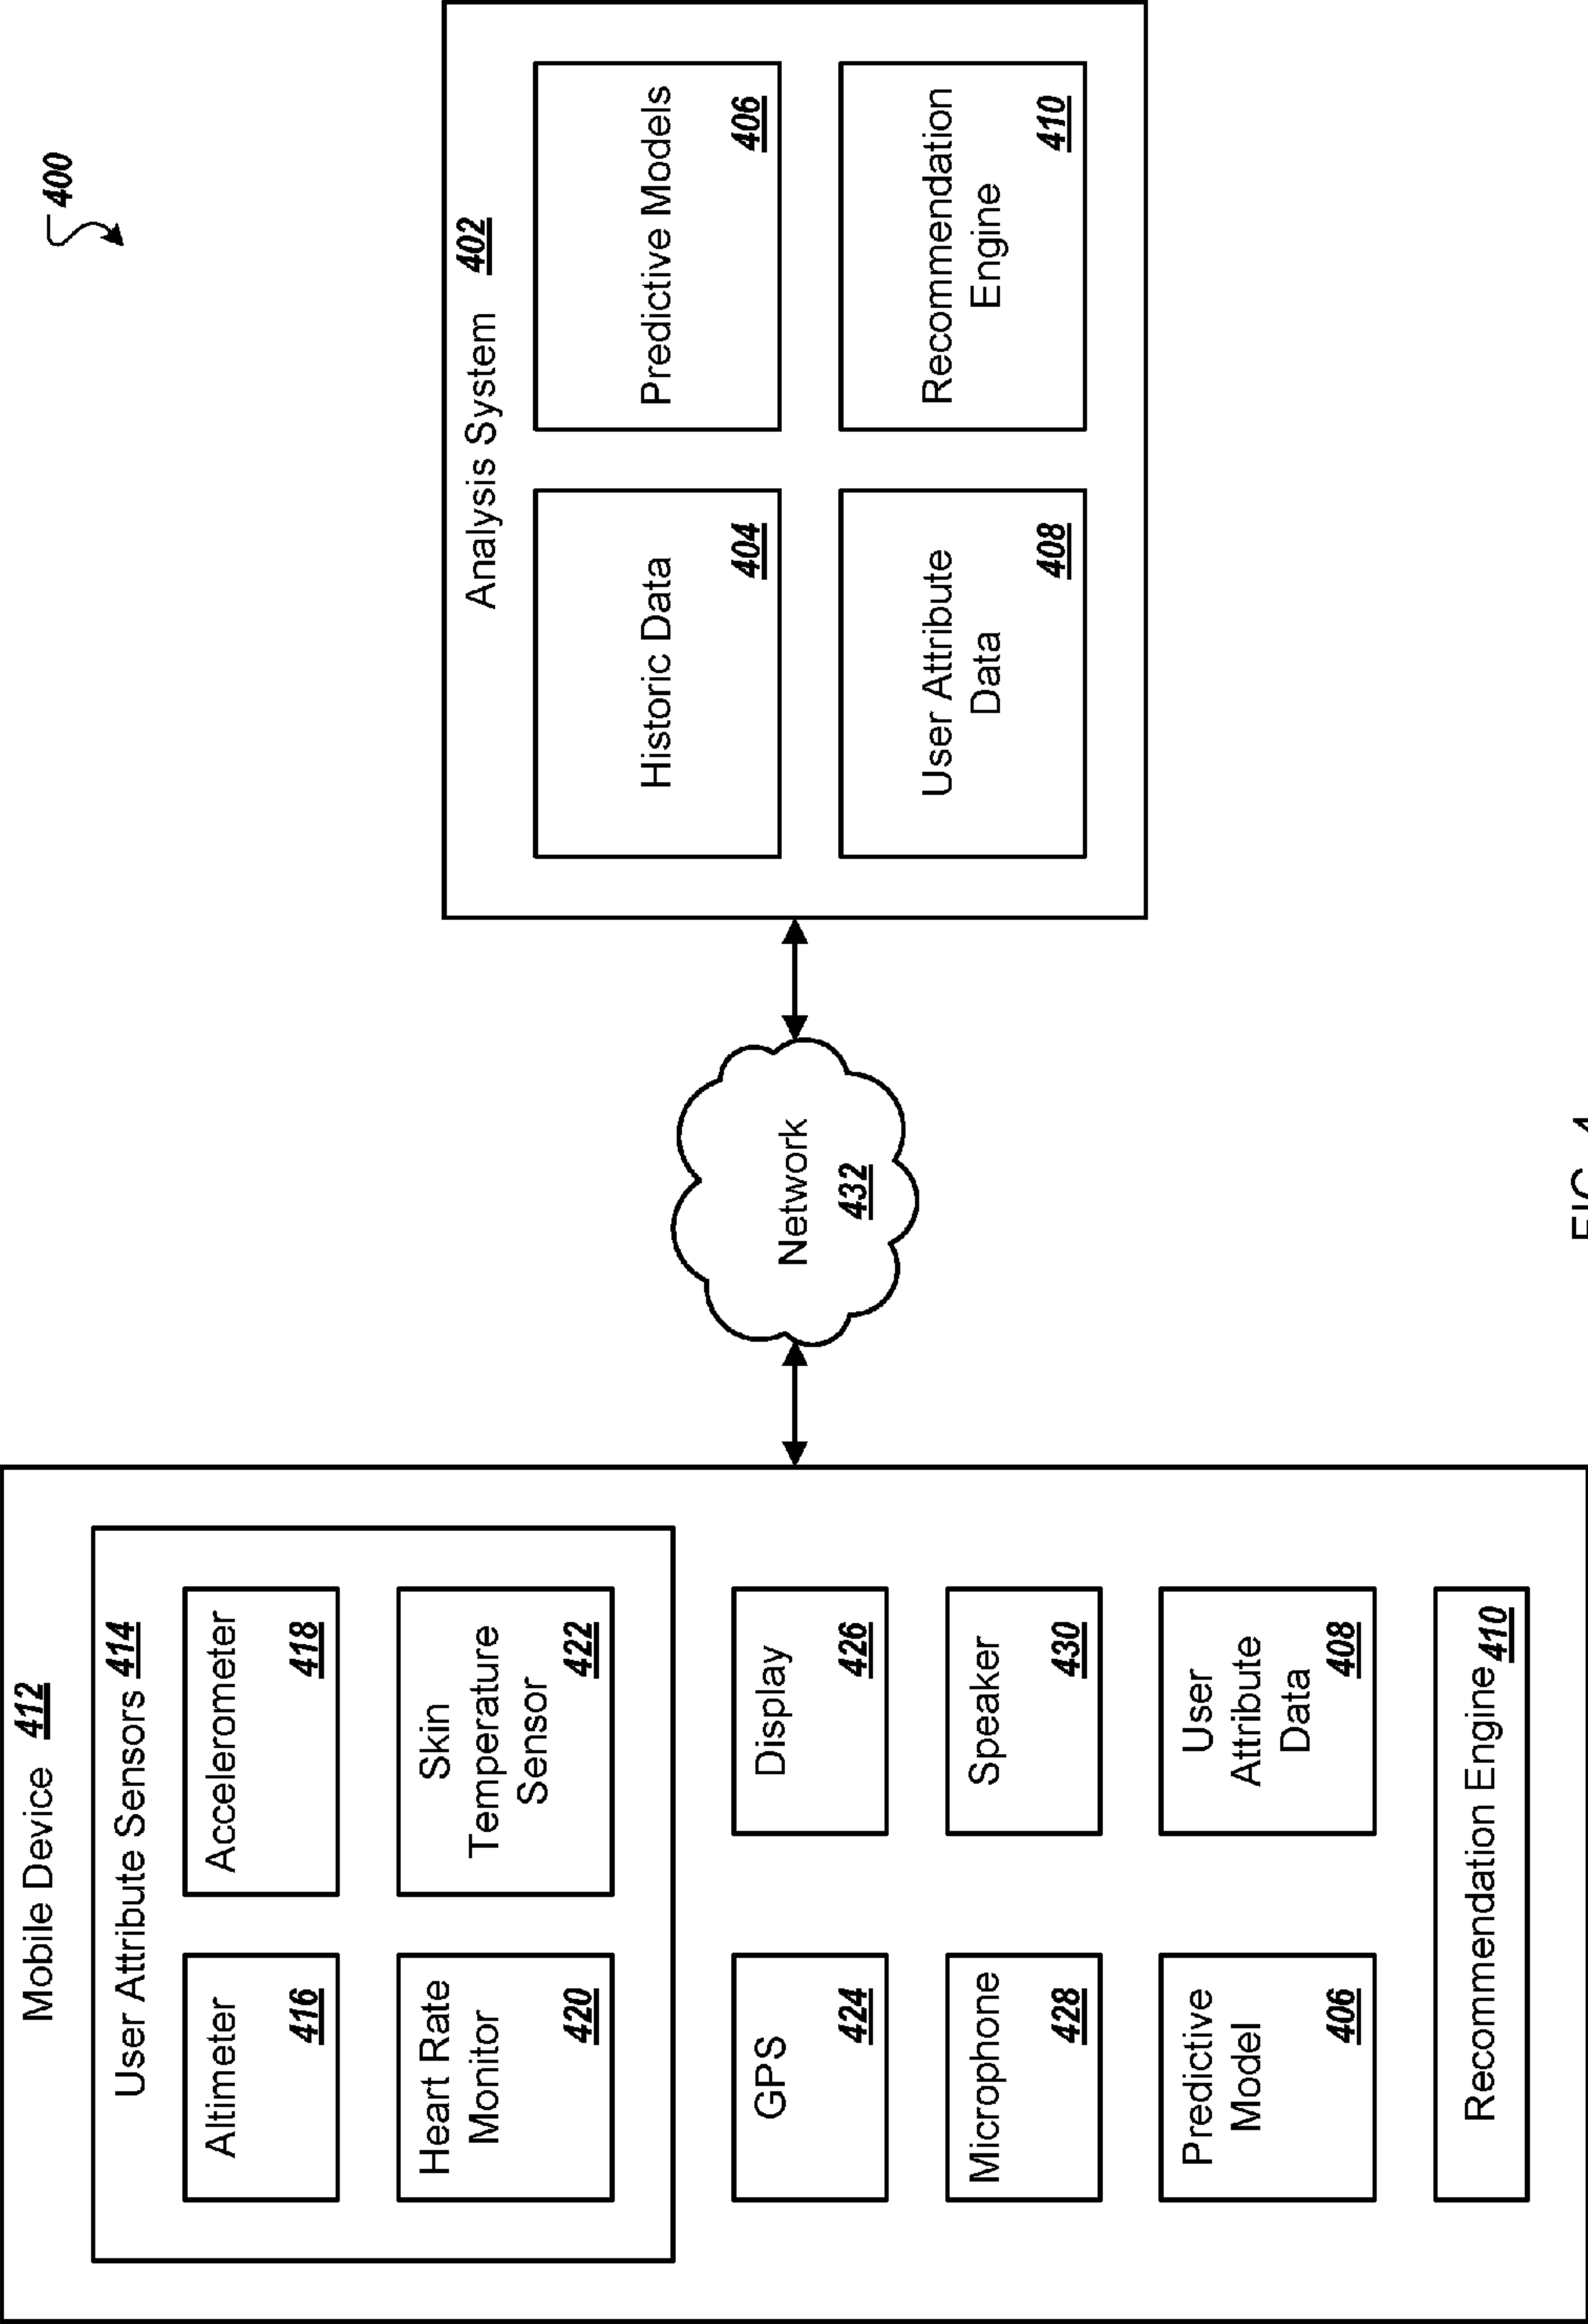 400
Mobile Device 412
User Attribute Sensors 414
Altimeter
416
Accelerometer
418
Heart Rate
Monitor
420
Skin
Temperature
Sensor
422
GPS
424
Display
426
Microphone
428
Speaker
430
Predictive
Model
406
User
Attribute
Data
408
Recommendation Engine 410
Network
432
Analysis System 402
Historic Data
404
Predictive Models
406
User Attribute
Data
408
Recommendation
Engine
410